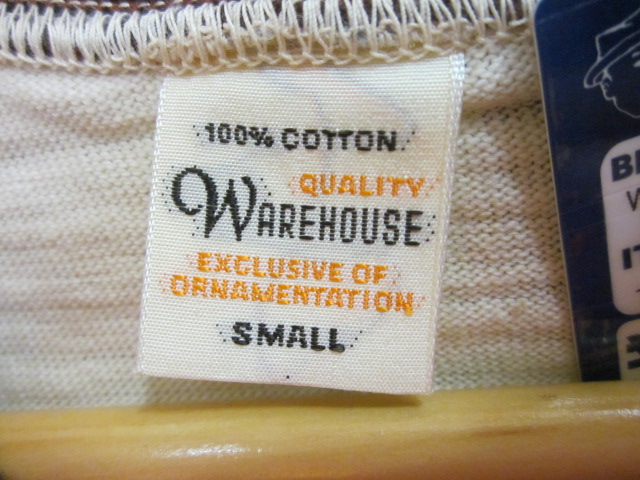 100% COTTON
QUALITY
WAREHOUSE
EXCLUSIVE OF
ORNAMENTATION
SMALL